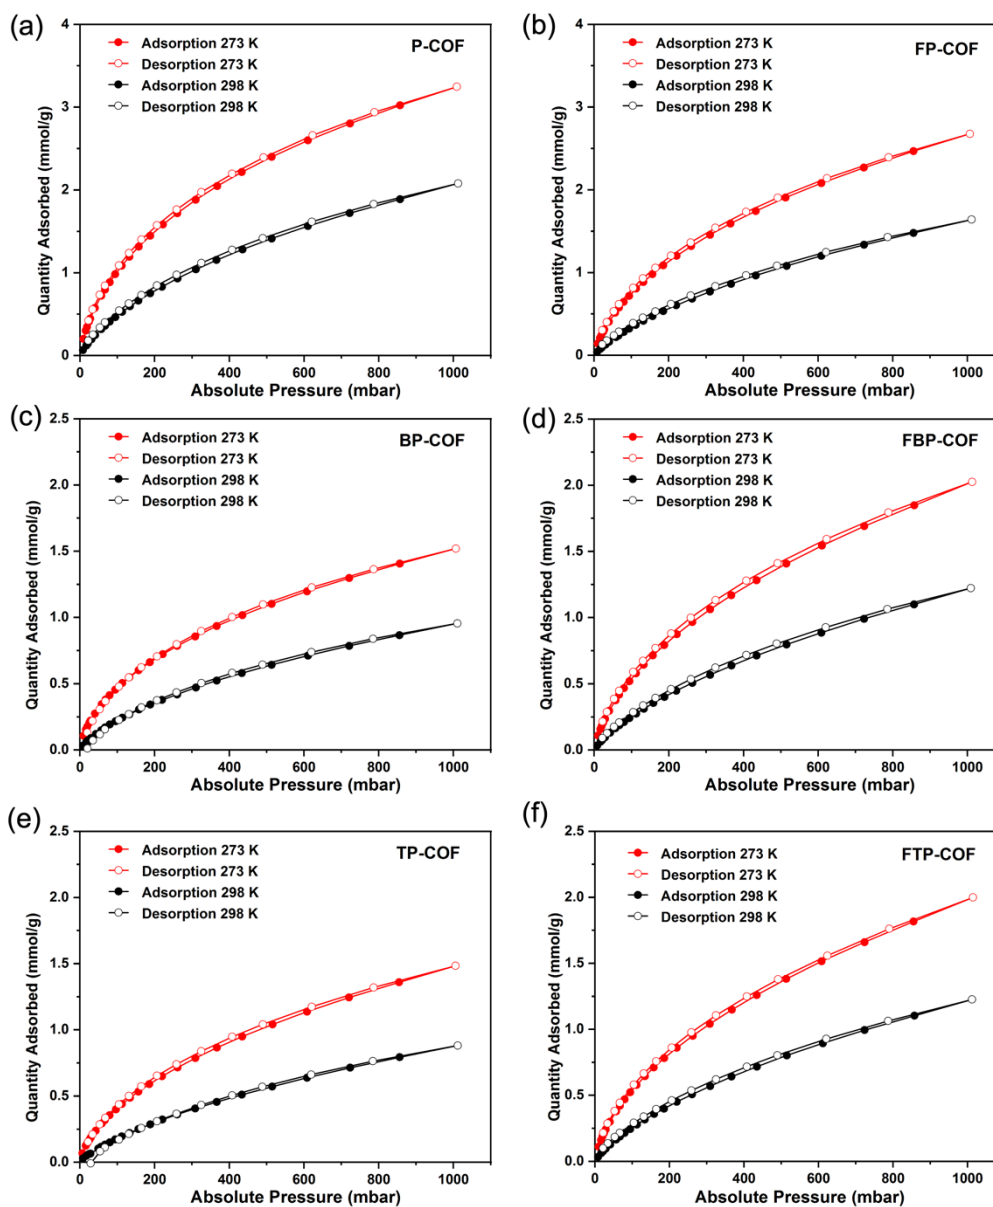 (a)
P-COF
Adsorption 273 K
Desorption 273 K
Adsorption 298 K
Desorption 298 K
Quantity Adsorbed (mmol/g)
4
3
2
1
0
0 200 400 600 800 1000
Absolute Pressure (mbar)
(b)
FP-COF
Adsorption 273 K
Desorption 273 K
Adsorption 298 K
Desorption 298 K
Quantity Adsorbed (mmol/g)
4
3
2
1
0
0 200 400 600 800 1000
Absolute Pressure (mbar)
(c)
BP-COF
Adsorption 273 K
Desorption 273 K
Adsorption 298 K
Desorption 298 K
Quantity Adsorbed (mmol/g)
2.5
2.0
1.5
1.0
0.5
0.0
0 200 400 600 800 1000
Absolute Pressure (mbar)
(d)
FBP-COF
Adsorption 273 K
Desorption 273 K
Adsorption 298 K
Desorption 298 K
Quantity Adsorbed (mmol/g)
2.5
2.0
1.5
1.0
0.5
0.0
0 200 400 600 800 1000
Absolute Pressure (mbar)
(e)
TP-COF
Adsorption 273 K
Desorption 273 K
Adsorption 298 K
Desorption 298 K
Quantity Adsorbed (mmol/g)
2.5
2.0
1.5
1.0
0.5
0.0
0 200 400 600 800 1000
Absolute Pressure (mbar)
(f)
FTP-COF
Adsorption 273 K
Desorption 273 K
Adsorption 298 K
Desorption 298 K
Quantity Adsorbed (mmol/g)
2.5
2.0
1.5
1.0
0.5
0.0
0 200 400 600 800 1000
Absolute Pressure (mbar)